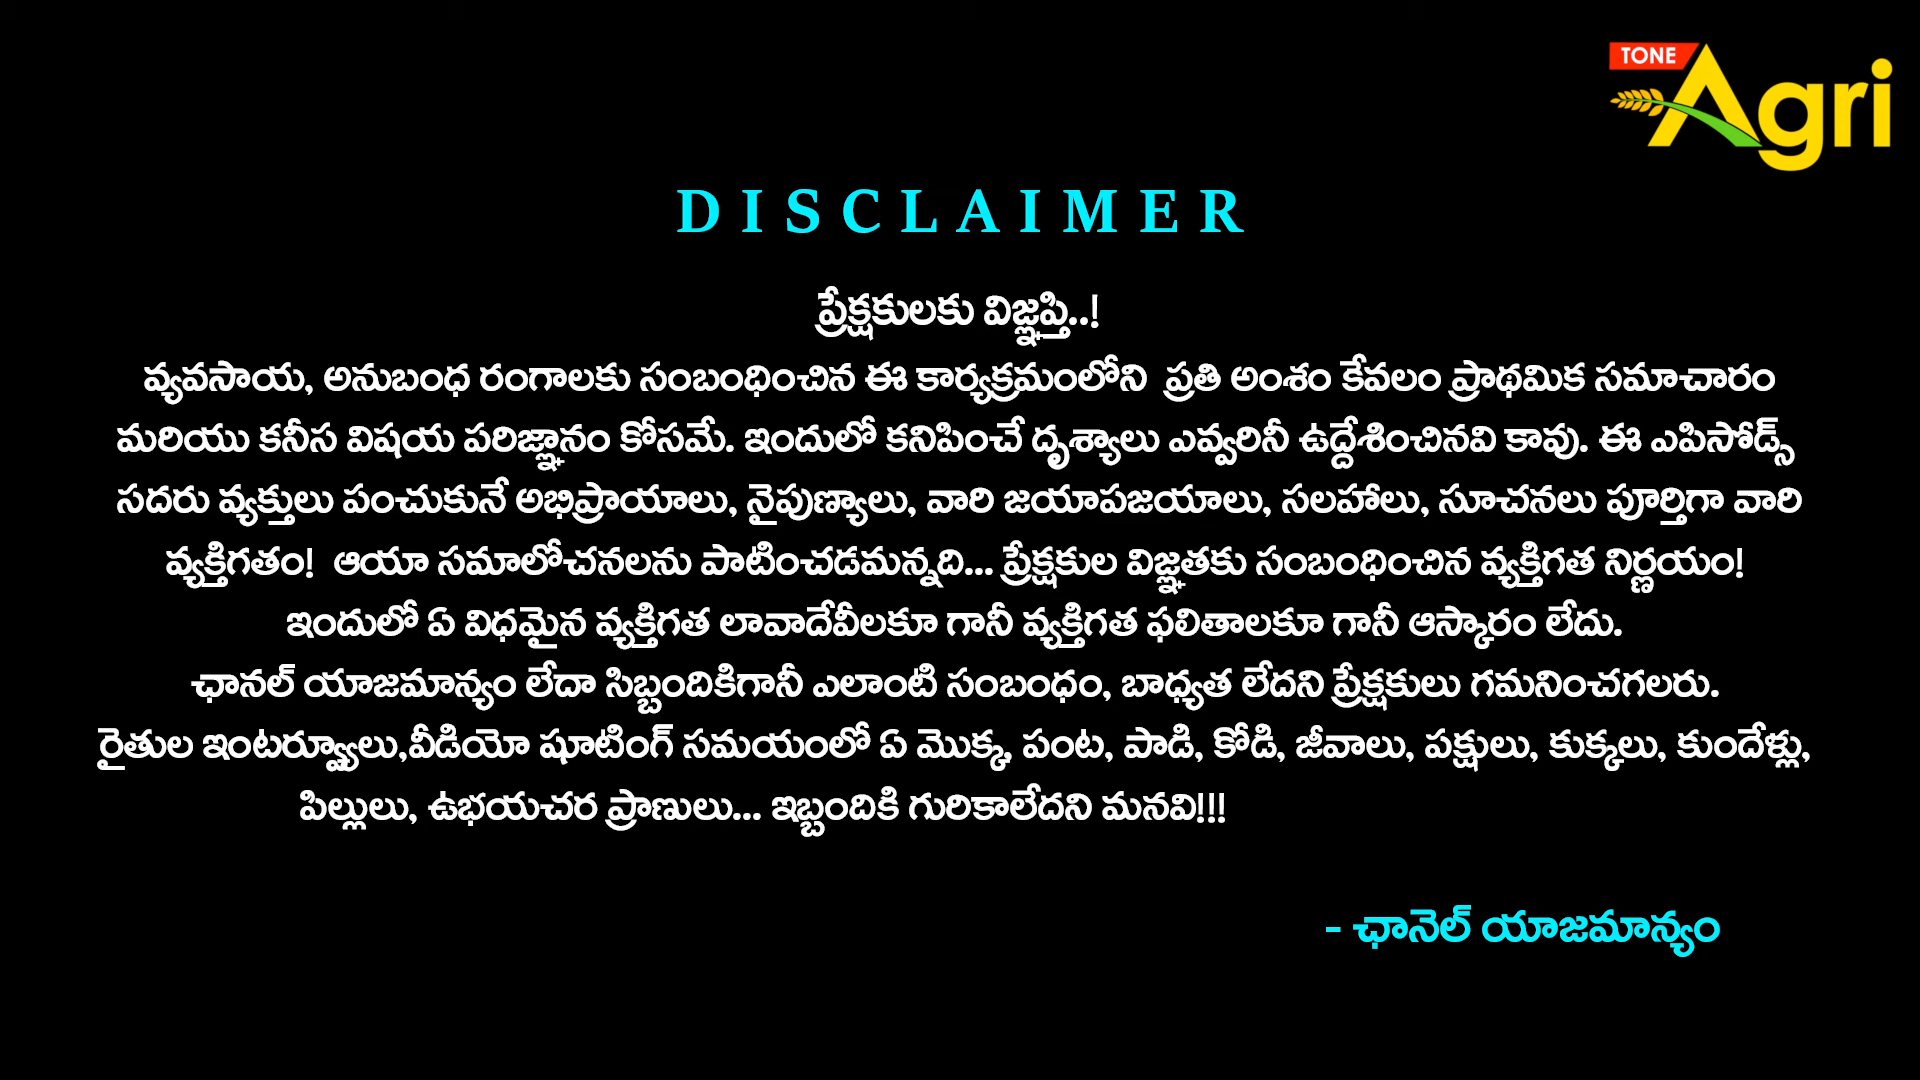 TONE
Agri
DISCLAIMER
ప్రేక్షకులకు విజ్ఞప్తి..!
వ్యవసాయ, అనుబంధ రంగాలకు సంబంధించిన ఈ కార్యక్రమంలోని ప్రతి అంశం కేవలం ప్రాథమిక సమాచారం
మరియు కనీస విషయ పరిజ్ఞానం కోసమే. ఇందులో కనిపించే దృశ్యాలు ఎవ్వరినీ ఉద్దేశించినవి కావు. ఈ ఎపిసోడ్స్
సదరు వ్యక్తులు పంచుకునే అభిప్రాయాలు, నైపుణ్యాలు, వారి జయాపజయాలు, సలహాలు, సూచనలు పూర్తిగా వారి
వ్యక్తిగతం! ఆయా సమాలోచనలను పాటించడమన్నది... ప్రేక్షకుల విజ్ఞతకు సంబంధించిన వ్యక్తిగత నిర్ణయం!
ఇందులో ఏ విధమైన వ్యక్తిగత లావాదేవీలకూ గానీ వ్యక్తిగత ఫలితాలకూ గానీ ఆస్కారం లేదు.
ఛానల్ యాజమాన్యం లేదా సిబ్బందికిగానీ ఎలాంటి సంబంధం, బాధ్యత లేదని ప్రేక్షకులు గమనించగలరు.
రైతుల ఇంటర్వ్యూలు,వీడియో షూటింగ్ సమయంలో ఏ మొక్క, పంట, పాడి, కోడి, జీవాలు, పక్షులు, కుక్కలు, కుందేళ్లు,
పిల్లులు, ఉభయచర ప్రాణులు... ఇబ్బందికి గురికాలేదని మనవి!!!
- ఛానెల్ యాజమాన్యం